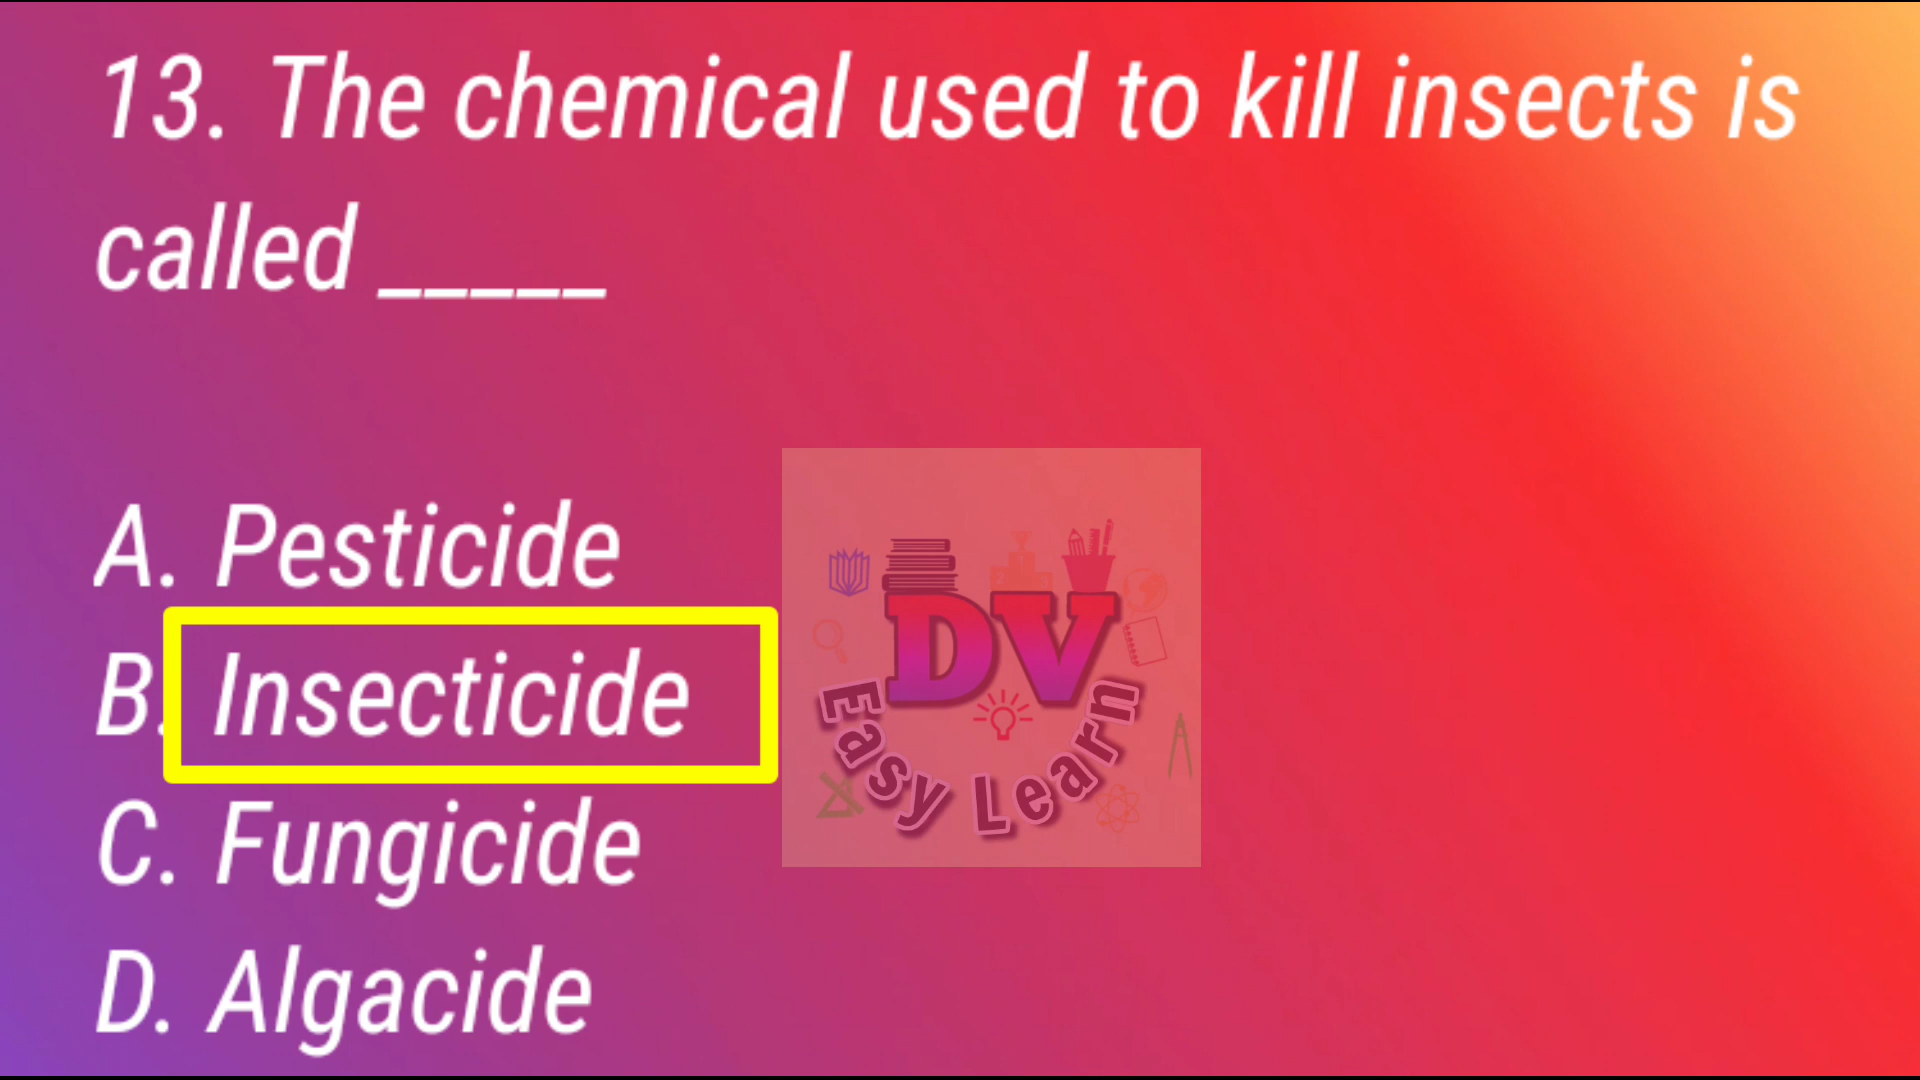 13. The chemical used to kill insects is
called _____
A. Pesticide
B. Insecticide
C. Fungicide
D. Algacide
DV
Easy Learn